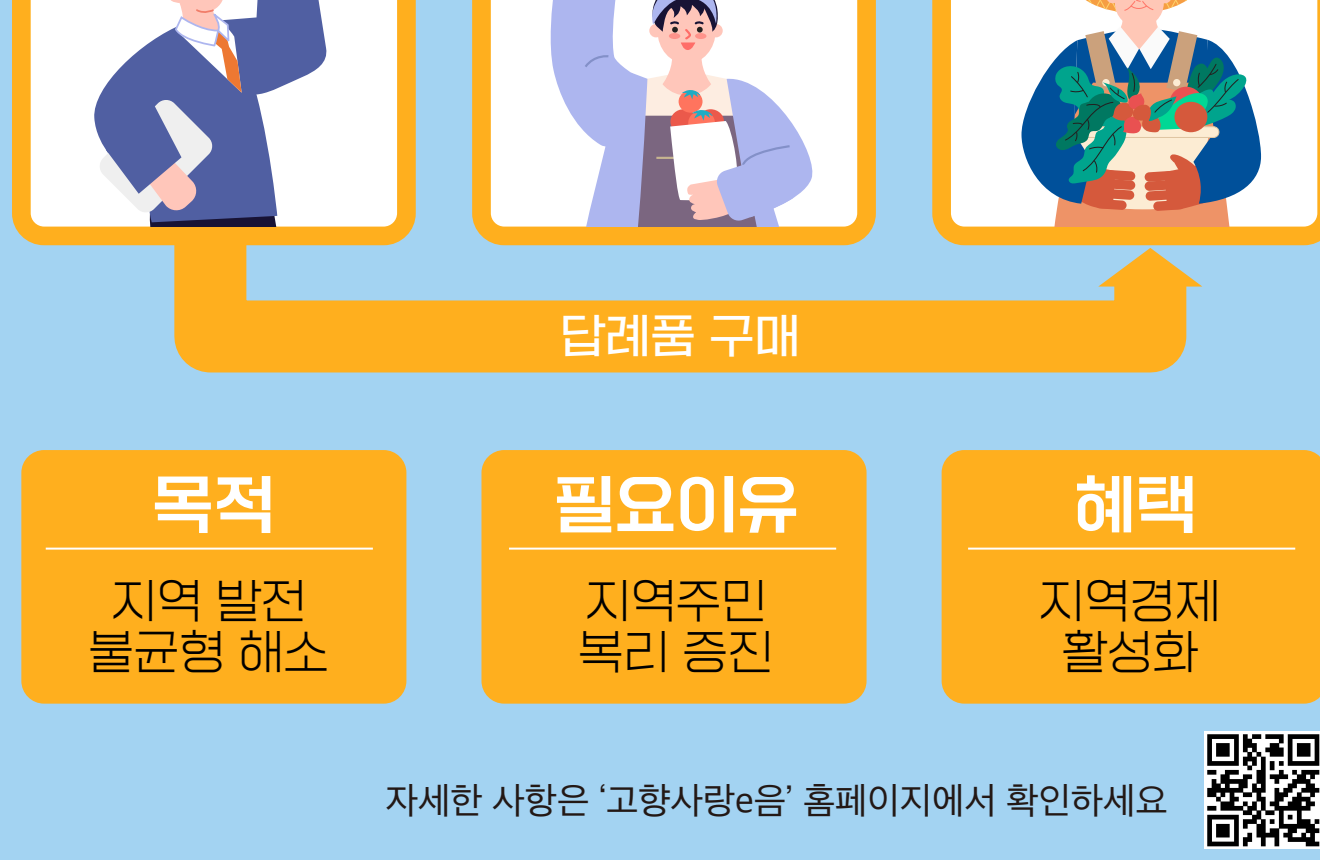 답례품 구매
목적
지역 발전
불균형 해소
필요이유
지역주민
복리 증진
혜택
지역경제
활성화
자세한 사항은 ‘고향사랑e음’ 홈페이지에서 확인하세요